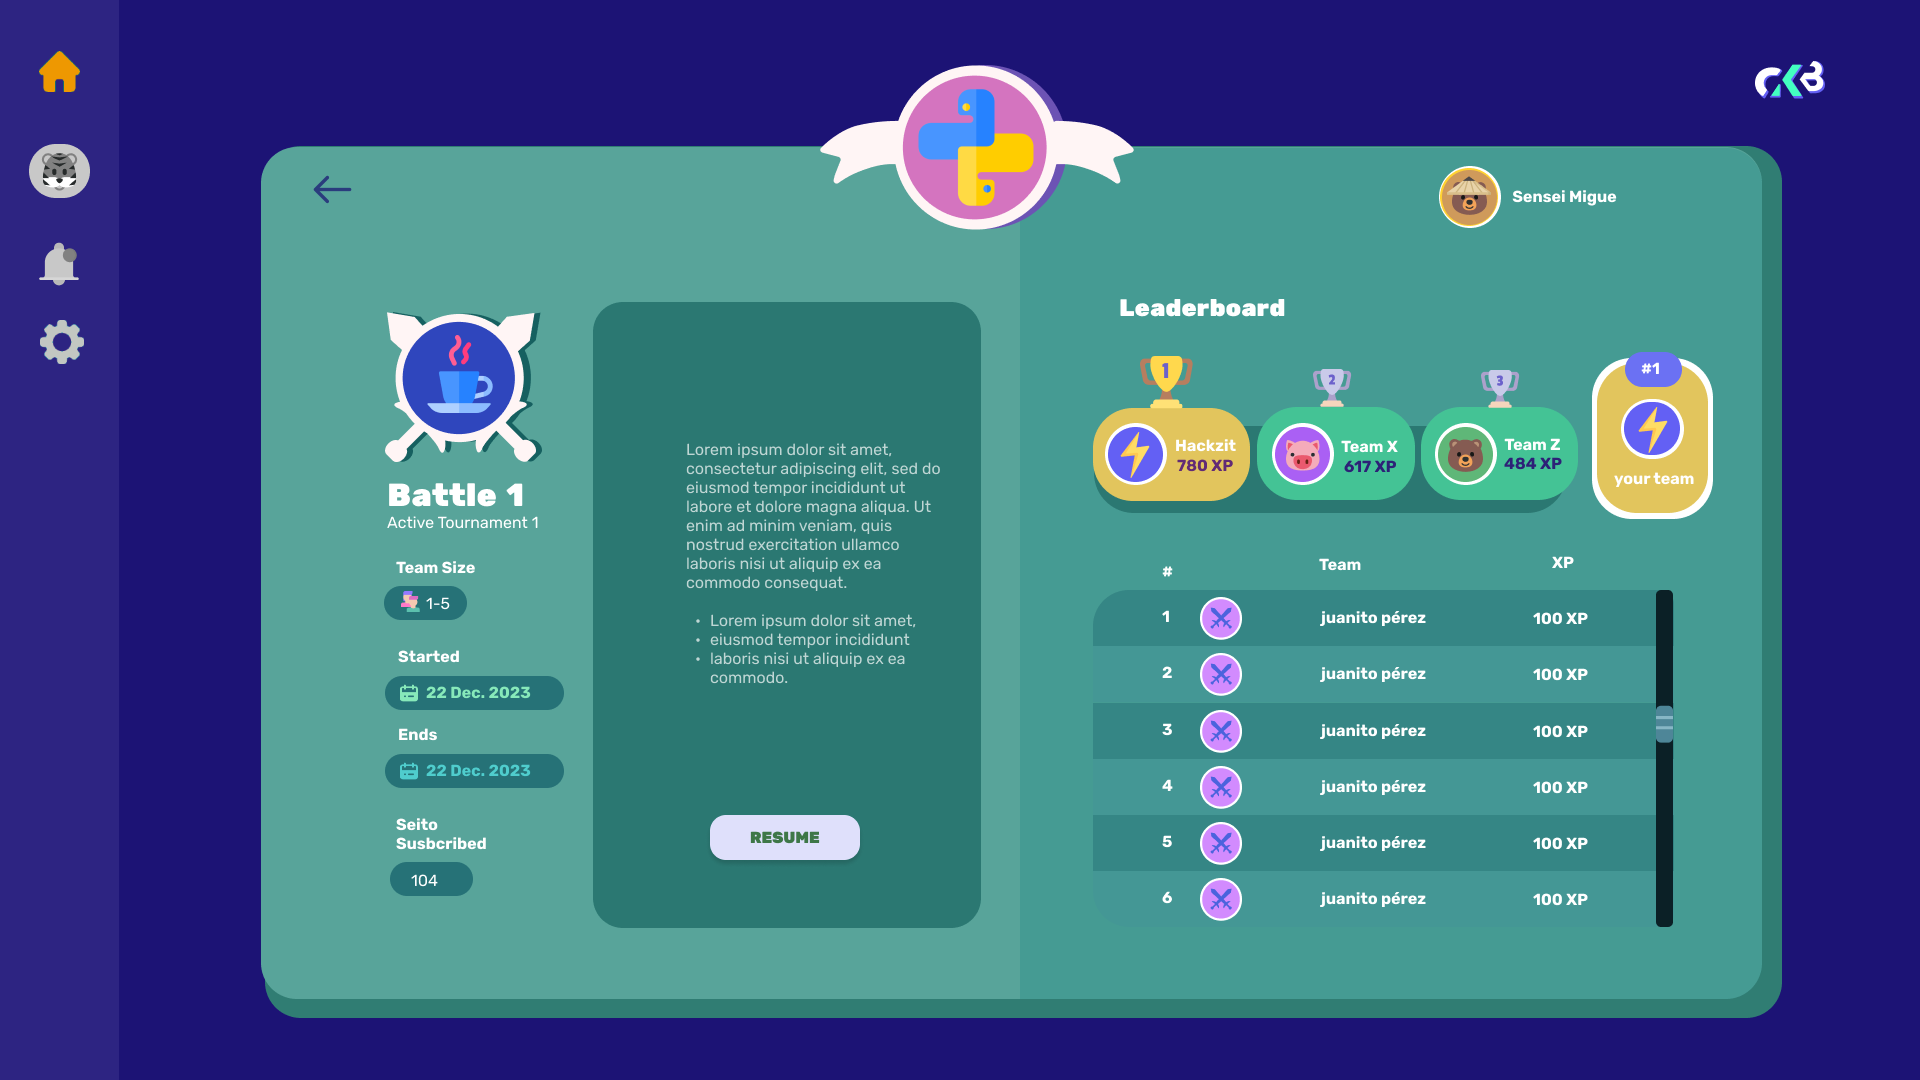 CKB
Sensei Migue
Battle 1
Active Tournament 1
Team Size
1-5
Started
22 Dec. 2023
Ends
22 Dec. 2023
Seito
Susbcribed
104
Lorem ipsum dolor sit amet,
consectetur adipiscing elit, sed do
eiusmod tempor incididunt ut
labore et dolore magna aliqua. Ut
enim ad minim veniam, quis
nostrud exercitation ullamco
laboris nisi ut aliquip ex ea
commodo consequat.
• Lorem ipsum dolor sit amet,
• eiusmod tempor incididunt
• laboris nisi ut aliquip ex ea
commodo.
RESUME
Leaderboard
1
Hackzit
780 XP
2
Team X
617 XP
3
Team Z
484 XP
#1
your team
# Team XP
1 juanito pérez 100 XP
2 juanito pérez 100 XP
3 juanito pérez 100 XP
4 juanito pérez 100 XP
5 juanito pérez 100 XP
6 juanito pérez 100 XP